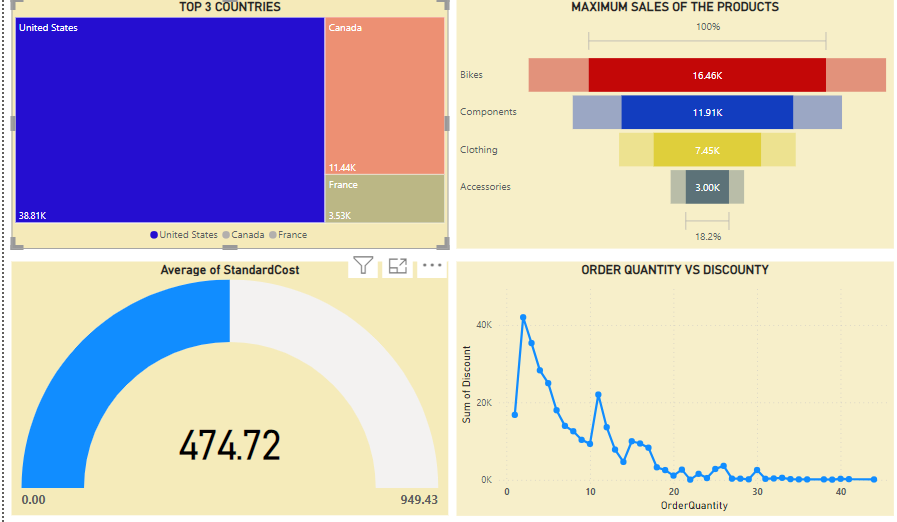 TOP 3 COUNTRIES
United States
Canada
11.44K
France
38.81K
3.53K
United States Canada France
MAXIMUM SALES OF THE PRODUCTS
100%
Bikes
16.46K
Components
11.91K
Clothing
7.45K
Accessories
3.00K
18.2%
Average of StandardCost
474.72
0.00
949.43
ORDER QUANTITY VS DISCOUNTY
Sum of Discount
40K
20K
0K
0 10 20 30 40
OrderQuantity